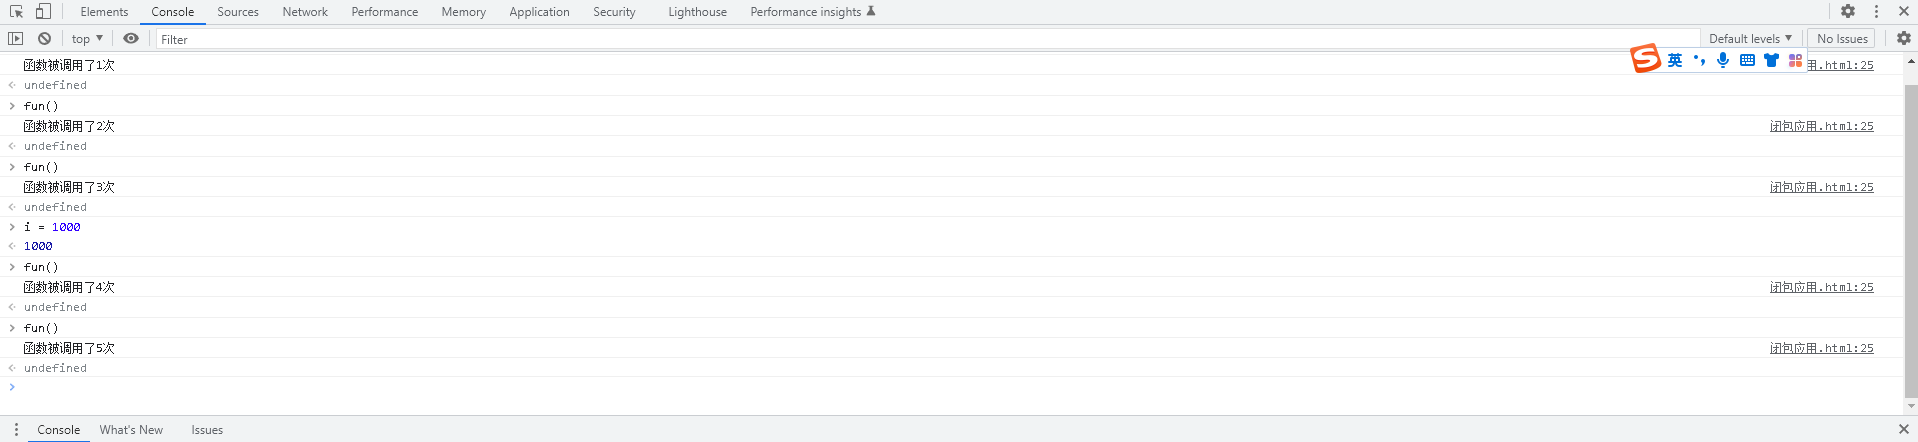 Elements Console Sources Network Performance Memory Application Security Lighthouse Performance insights
top Filter Default levels No Issues
英
函数被调用了1次 用.html:25
undefined
fun()
函数被调用了2次 闭包应用.html:25
undefined
fun()
函数被调用了3次 闭包应用.html:25
undefined
i = 1000
1000
fun()
函数被调用了4次 闭包应用.html:25
undefined
fun()
函数被调用了5次 闭包应用.html:25
undefined
Console What's New Issues